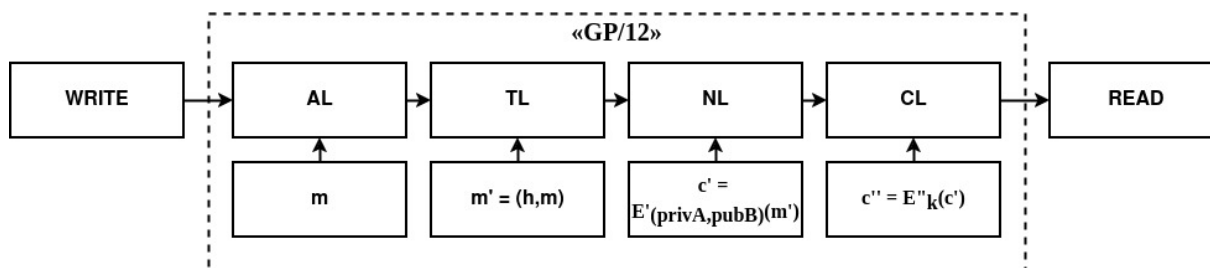 «GP/12»
WRITE
AL
TL
NL
CL
READ
m
m' = (h,m)
c' =
E'(privA,pubB)(m')
c'' = E"k(c')